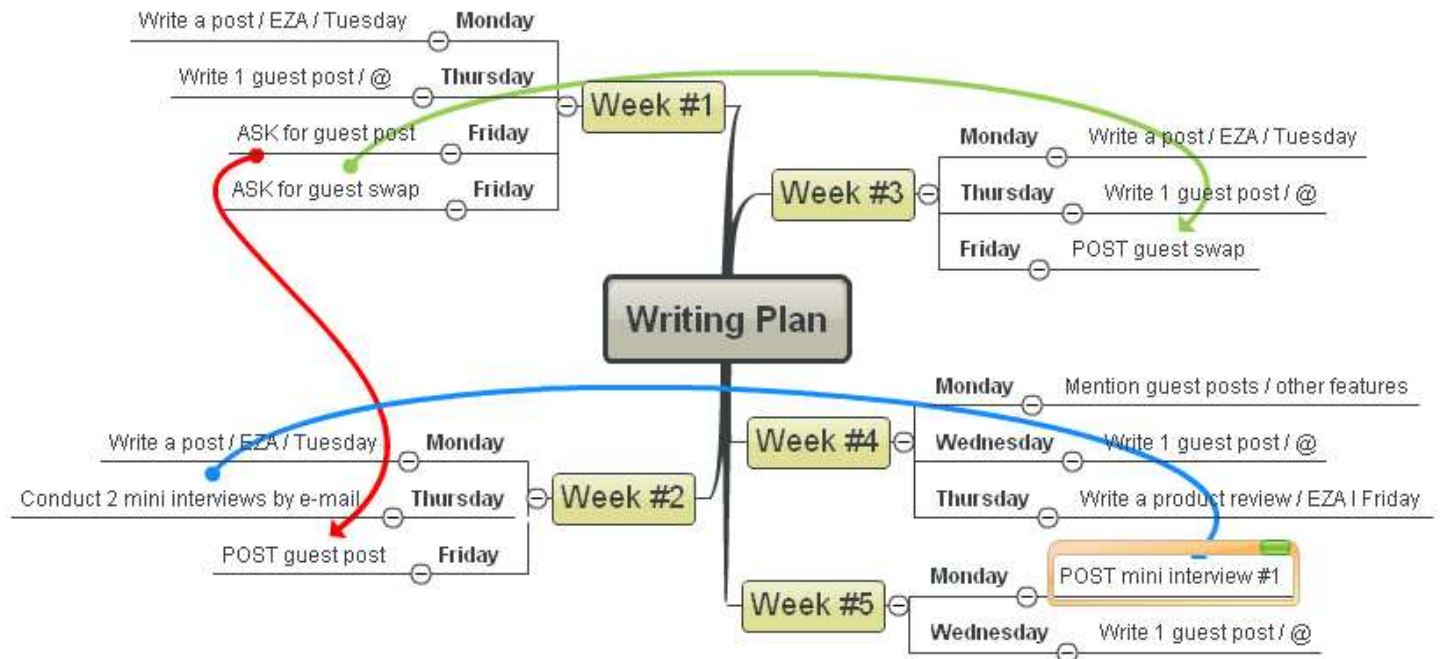 Writing Plan
Week #1
Monday
Write a post / EZA / Tuesday
Thursday
Write 1 guest post / @
Friday
ASK for guest post
Friday
ASK for guest swap
Week #2
Monday
Write a post / EZA / Tuesday
Thursday
Conduct 2 mini interviews by e-mail
Friday
POST guest post
Week #3
Monday
Write a post / EZA / Tuesday
Thursday
Write 1 guest post / @
Friday
POST guest swap
Week #4
Monday
Mention guest posts / other features
Wednesday
Write 1 guest post / @
Thursday
Write a product review / EZA l Friday
Week #5
Monday
POST mini interview #1
Wednesday
Write 1 guest post / @